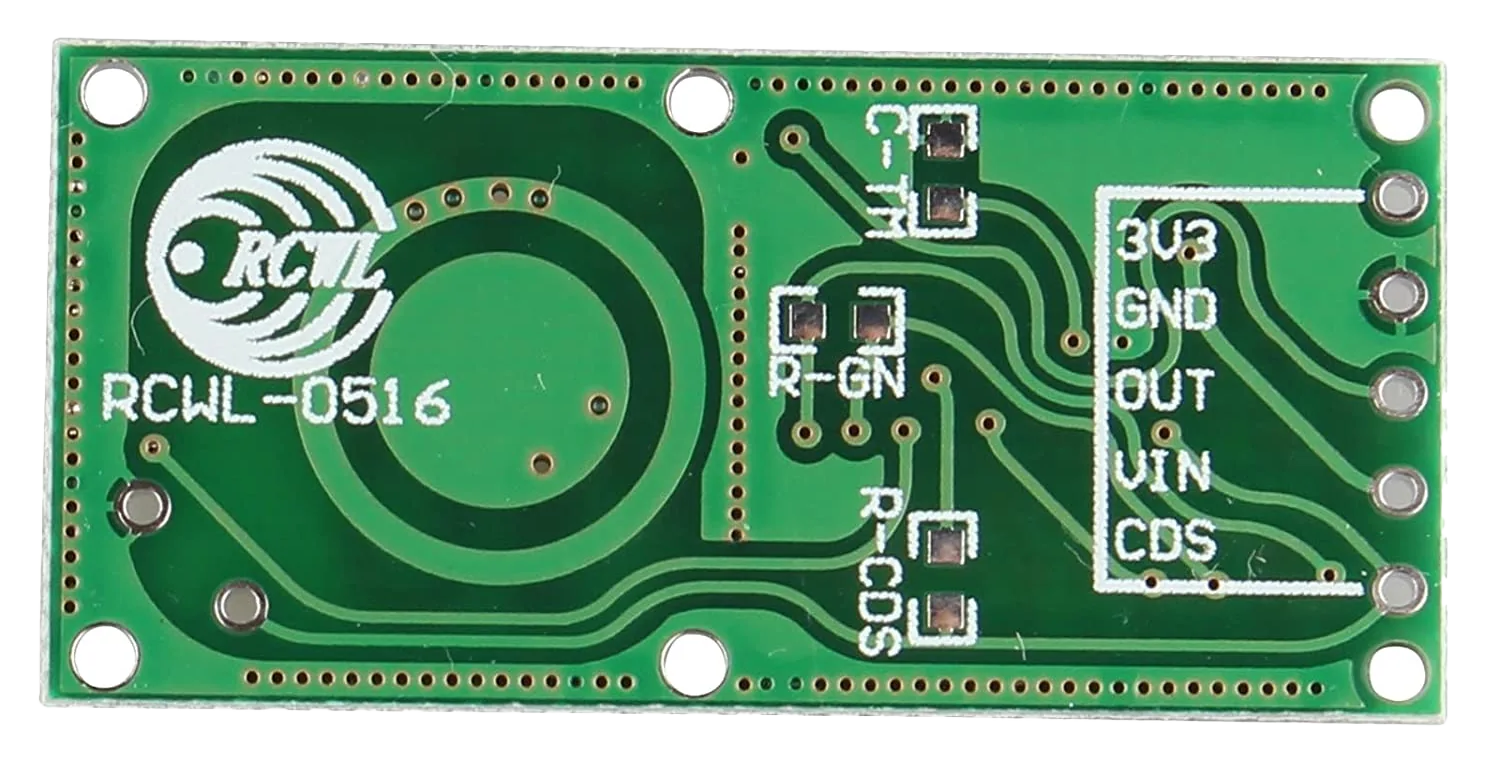 RCWL
RCWL-0516
C-TM
R-GN
R-CDS
3V3
GND
OUT
VIN
CDS